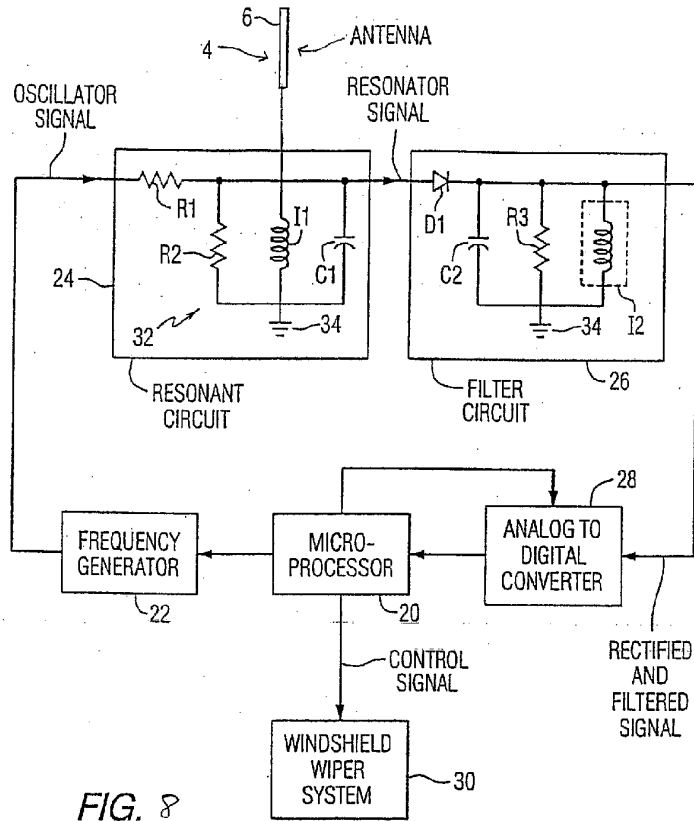 6
4
ANTENNA
OSCILLATOR
SIGNAL
RESONATOR
SIGNAL
R1
D1
R2
I1
C1
C2
R3
24
32
34
34
I2
26
RESONANT
CIRCUIT
FILTER
CIRCUIT
28
FREQUENCY
GENERATOR
22
MICRO-
PROCESSOR
20
ANALOG TO
DIGITAL
CONVERTER
CONTROL
SIGNAL
RECTIFIED
AND
FILTERED
SIGNAL
WINDSHIELD
WIPER
SYSTEM
30
FIG. 8